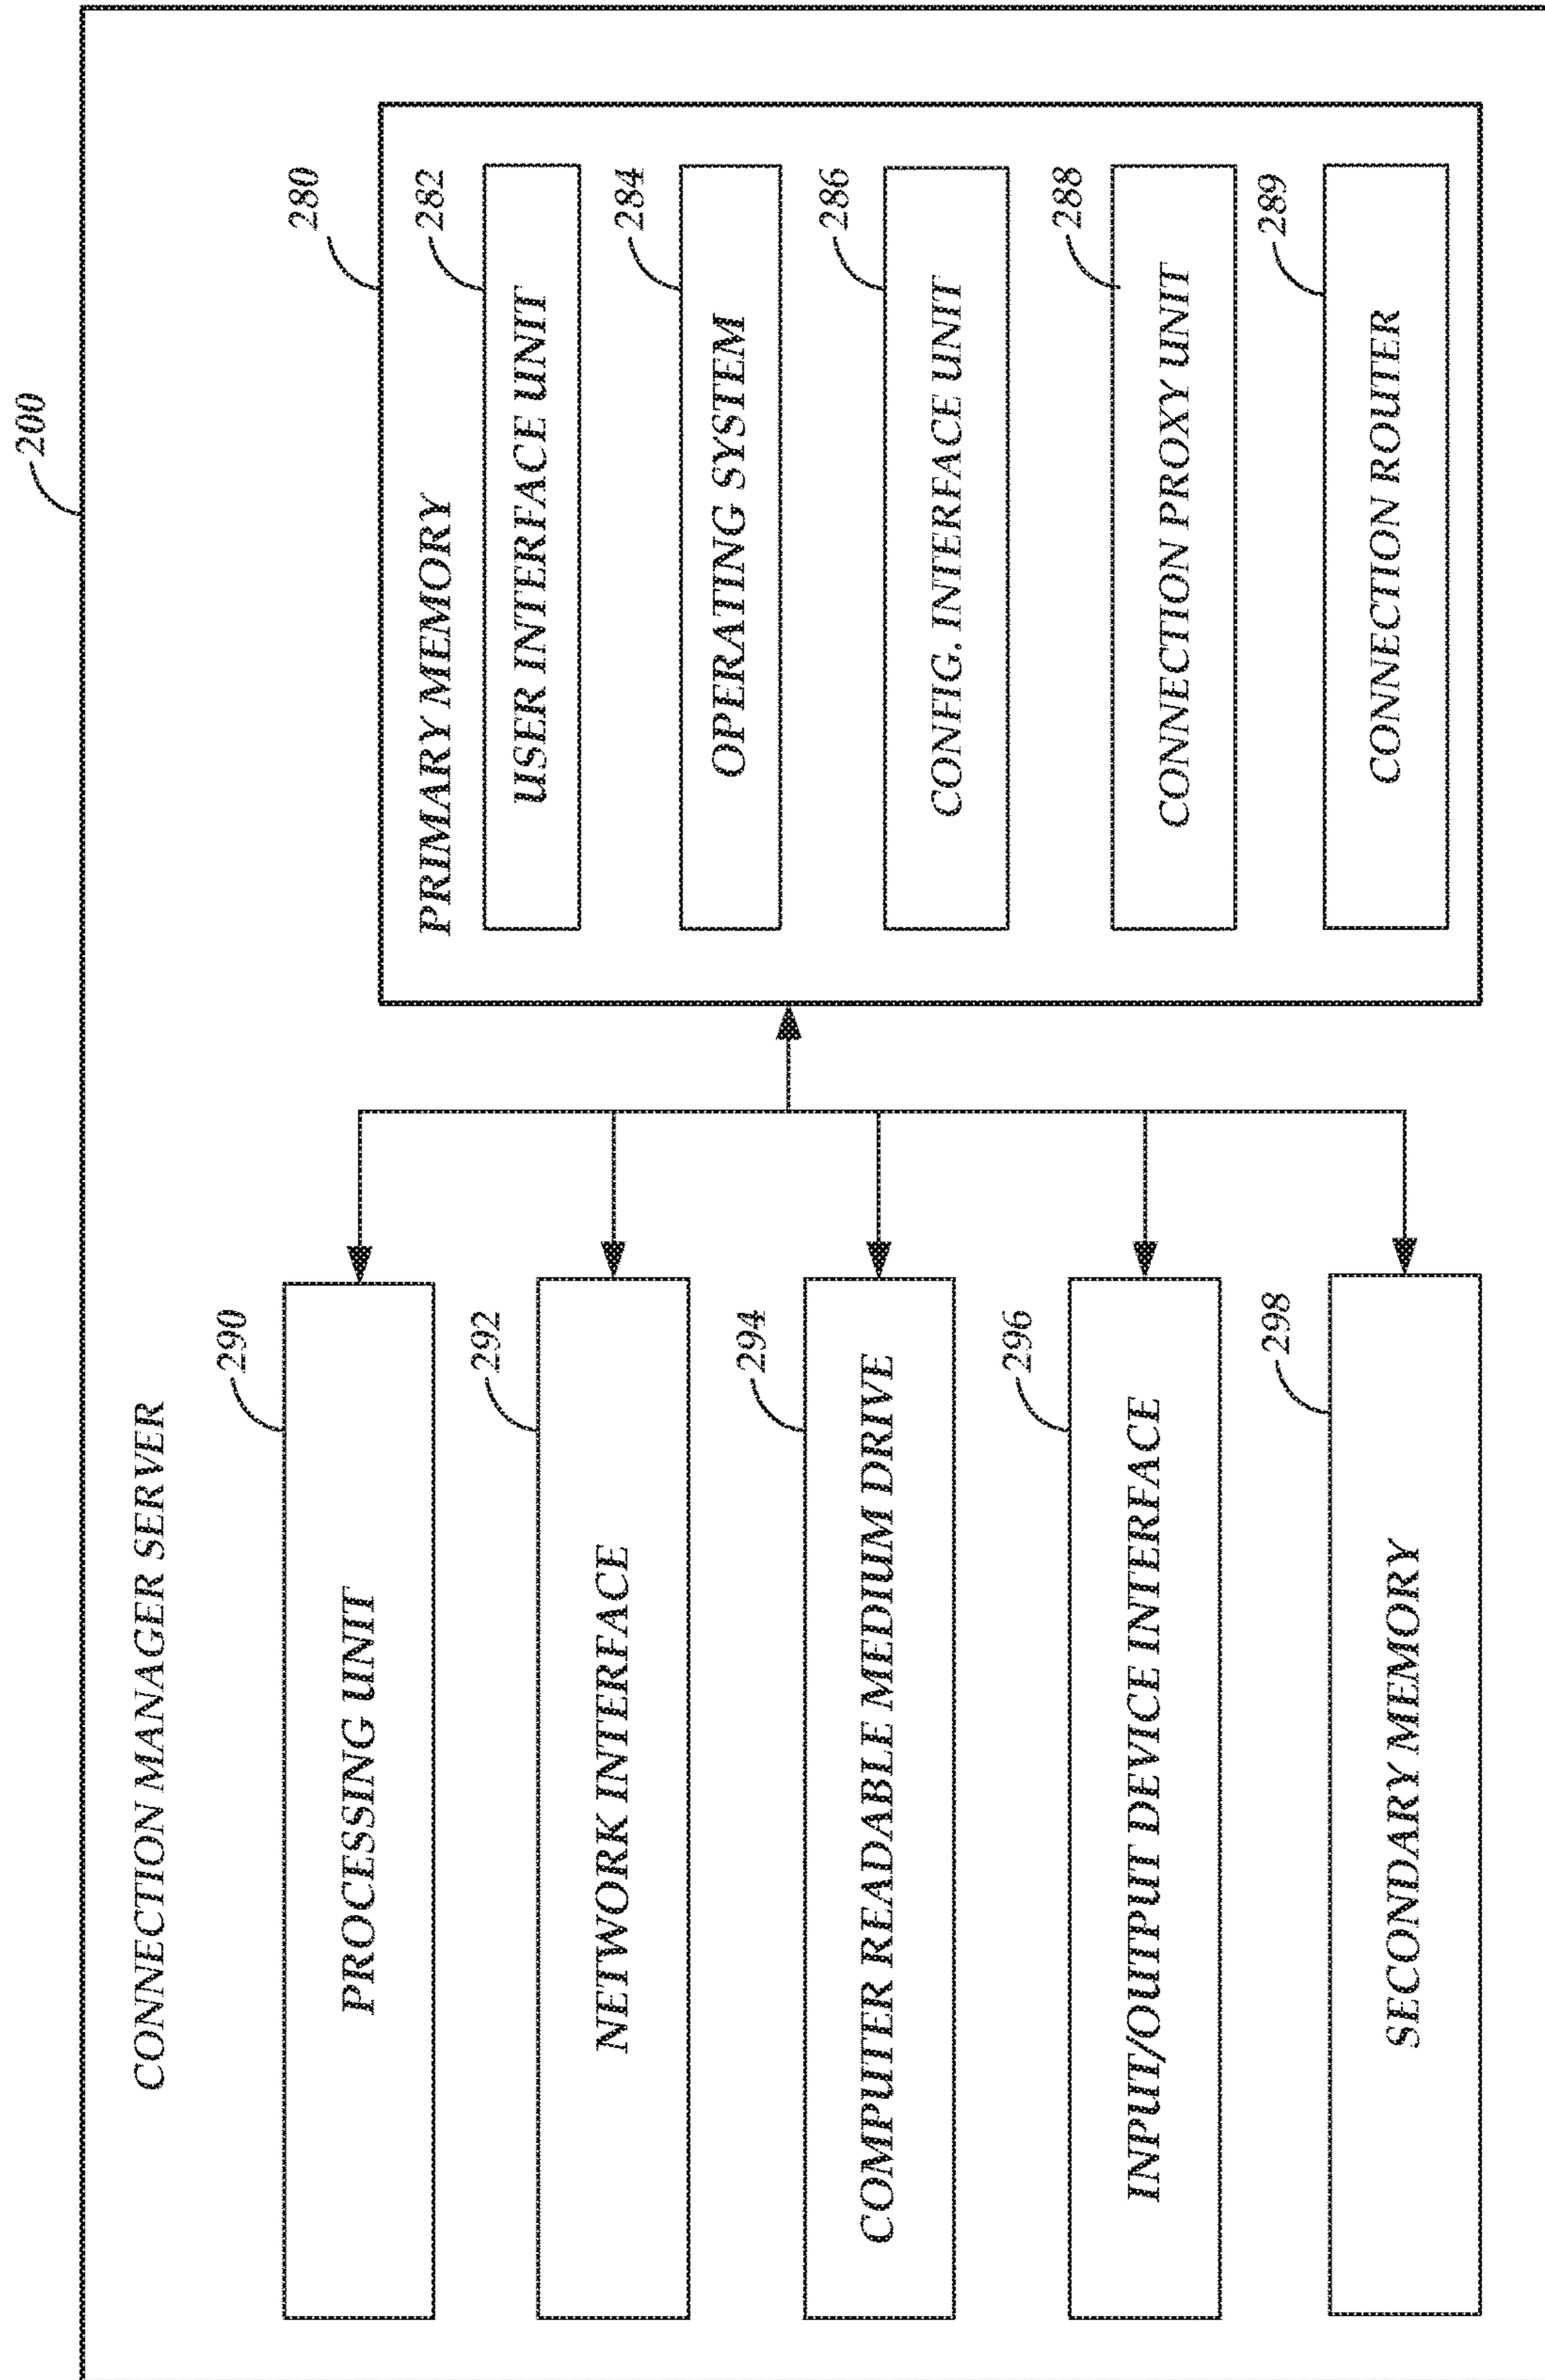 200
CONNECTION MANAGER SERVER
290
PROCESSING UNIT
292
NETWORK INTERFACE
294
COMPUTER READABLE MEDIUM DRIVE
296
INPUT/OUTPUT DEVICE INTERFACE
298
SECONDARY MEMORY
280
PRIMARY MEMORY
282
USER INTERFACE UNIT
284
OPERATING SYSTEM
286
CONFIG. INTERFACE UNIT
288
CONNECTION PROXY UNIT
289
CONNECTION ROUTER